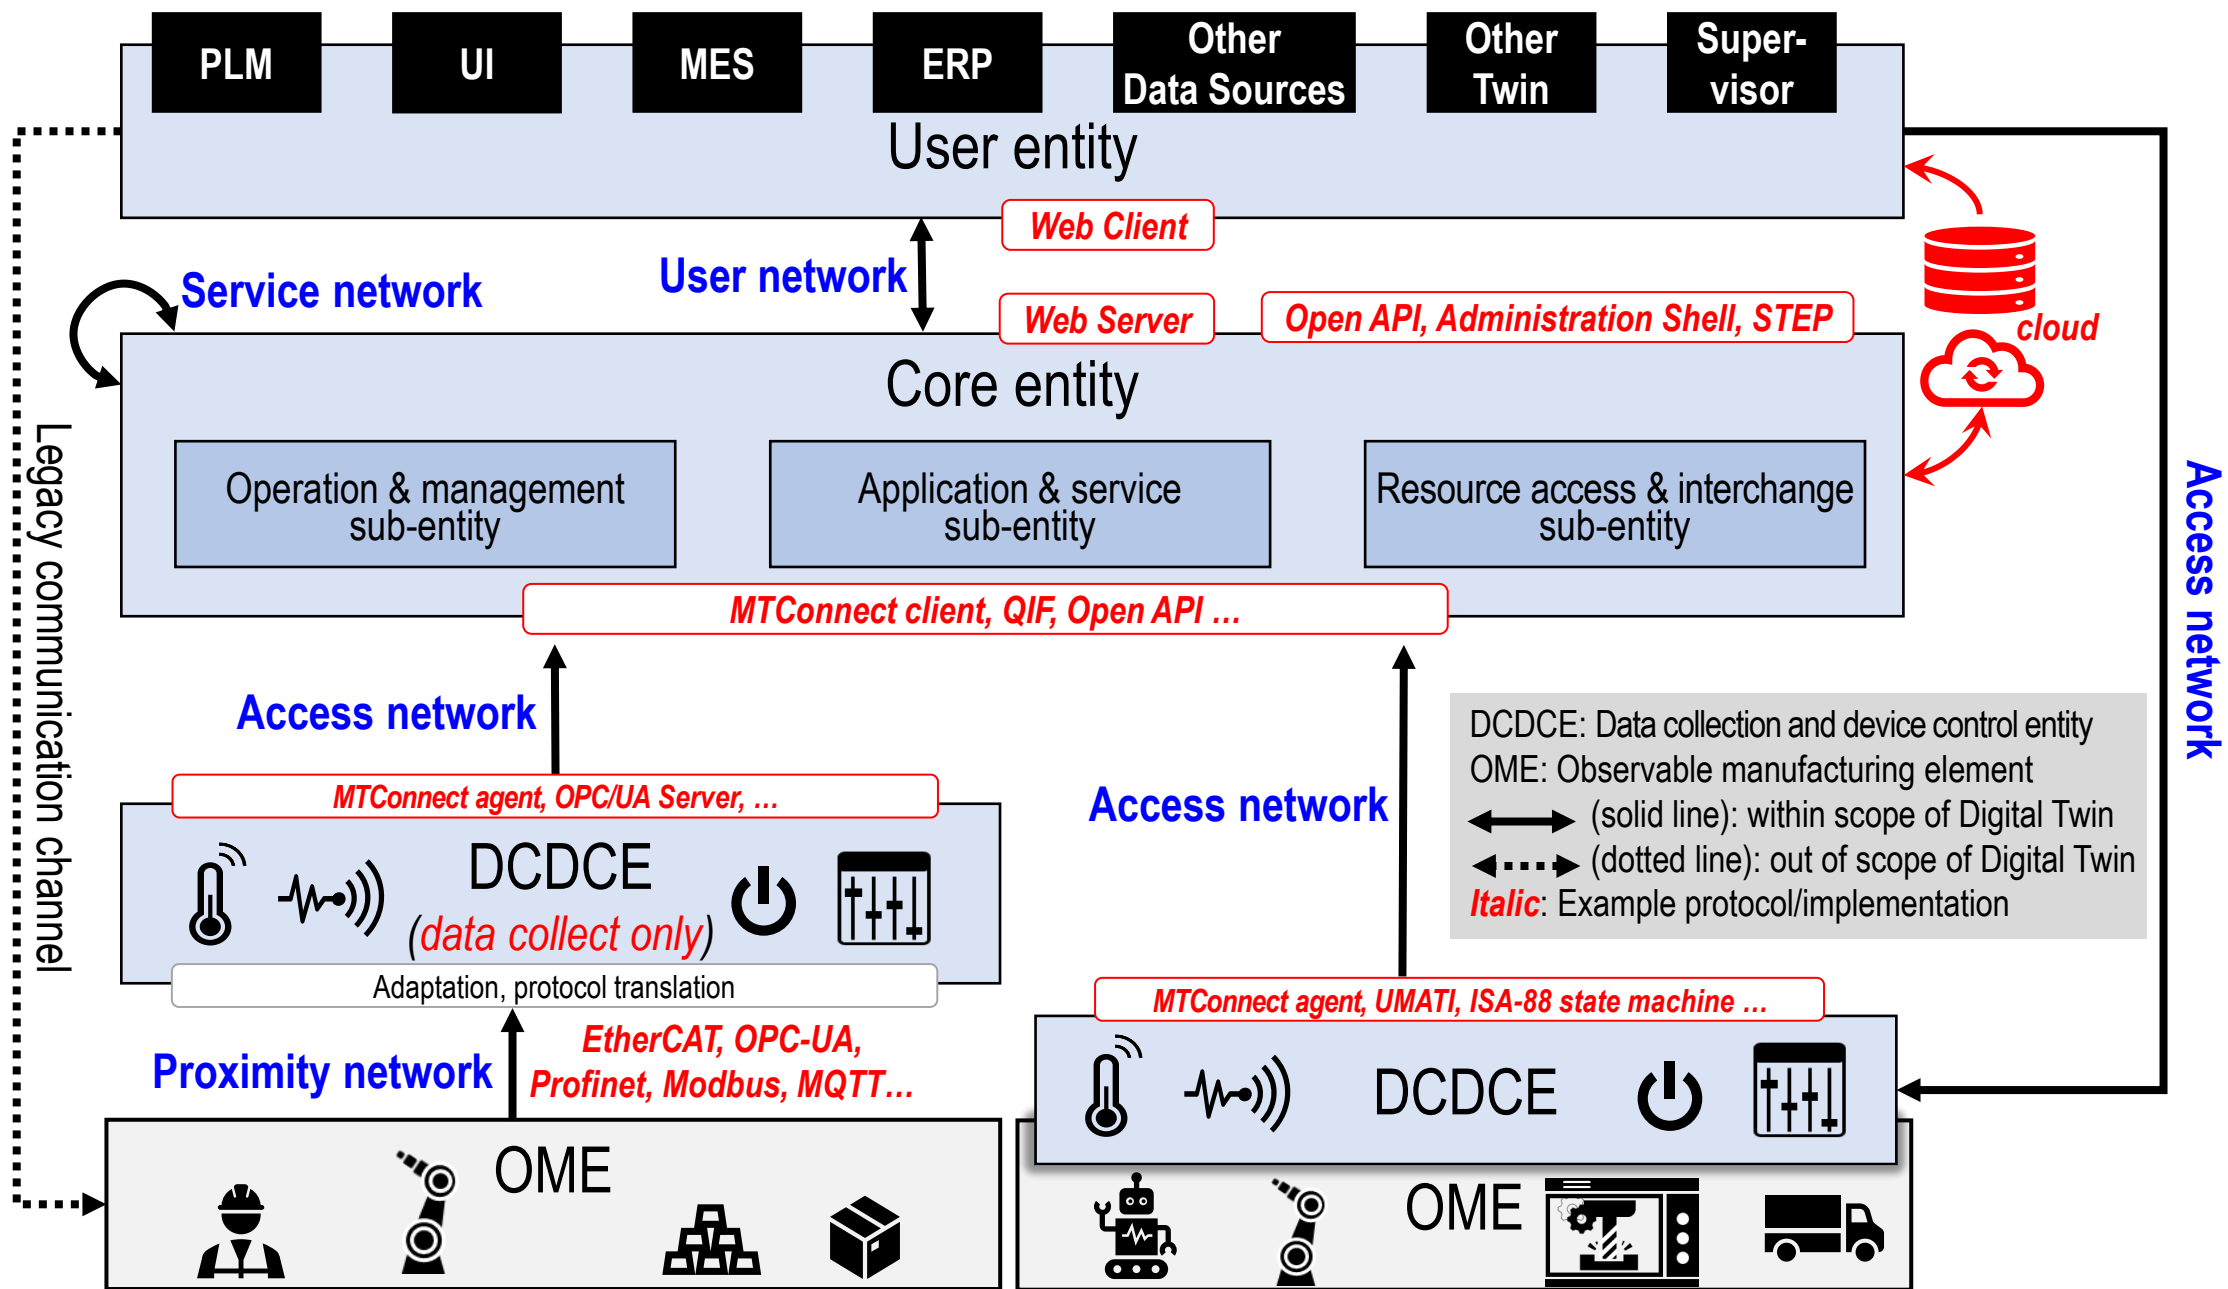 PLM
UI
MES
ERP
Other
Data Sources
Other
Twin
Super-
visor
User entity
Web Client
Service network
User network
Web Server
Open API, Administration Shell, STEP
cloud
Core entity
Operation & management
sub-entity
Application & service
sub-entity
Resource access & interchange
sub-entity
MTConnect client, QIF, Open API ...
Legacy communication channel
Access network
Access network
Access network
DCDCE: Data collection and device control entity
OME: Observable manufacturing element
(solid line): within scope of Digital Twin
(dotted line): out of scope of Digital Twin
Italic: Example protocol/implementation
MTConnect agent, OPC/UA Server, ...
DCDCE
(data collect only)
Adaptation, protocol translation
Proximity network
EtherCAT, OPC-UA,
Profinet, Modbus, MQTT...
OME
MTConnect agent, UMATI, ISA-88 state machine ...
DCDCE
OME